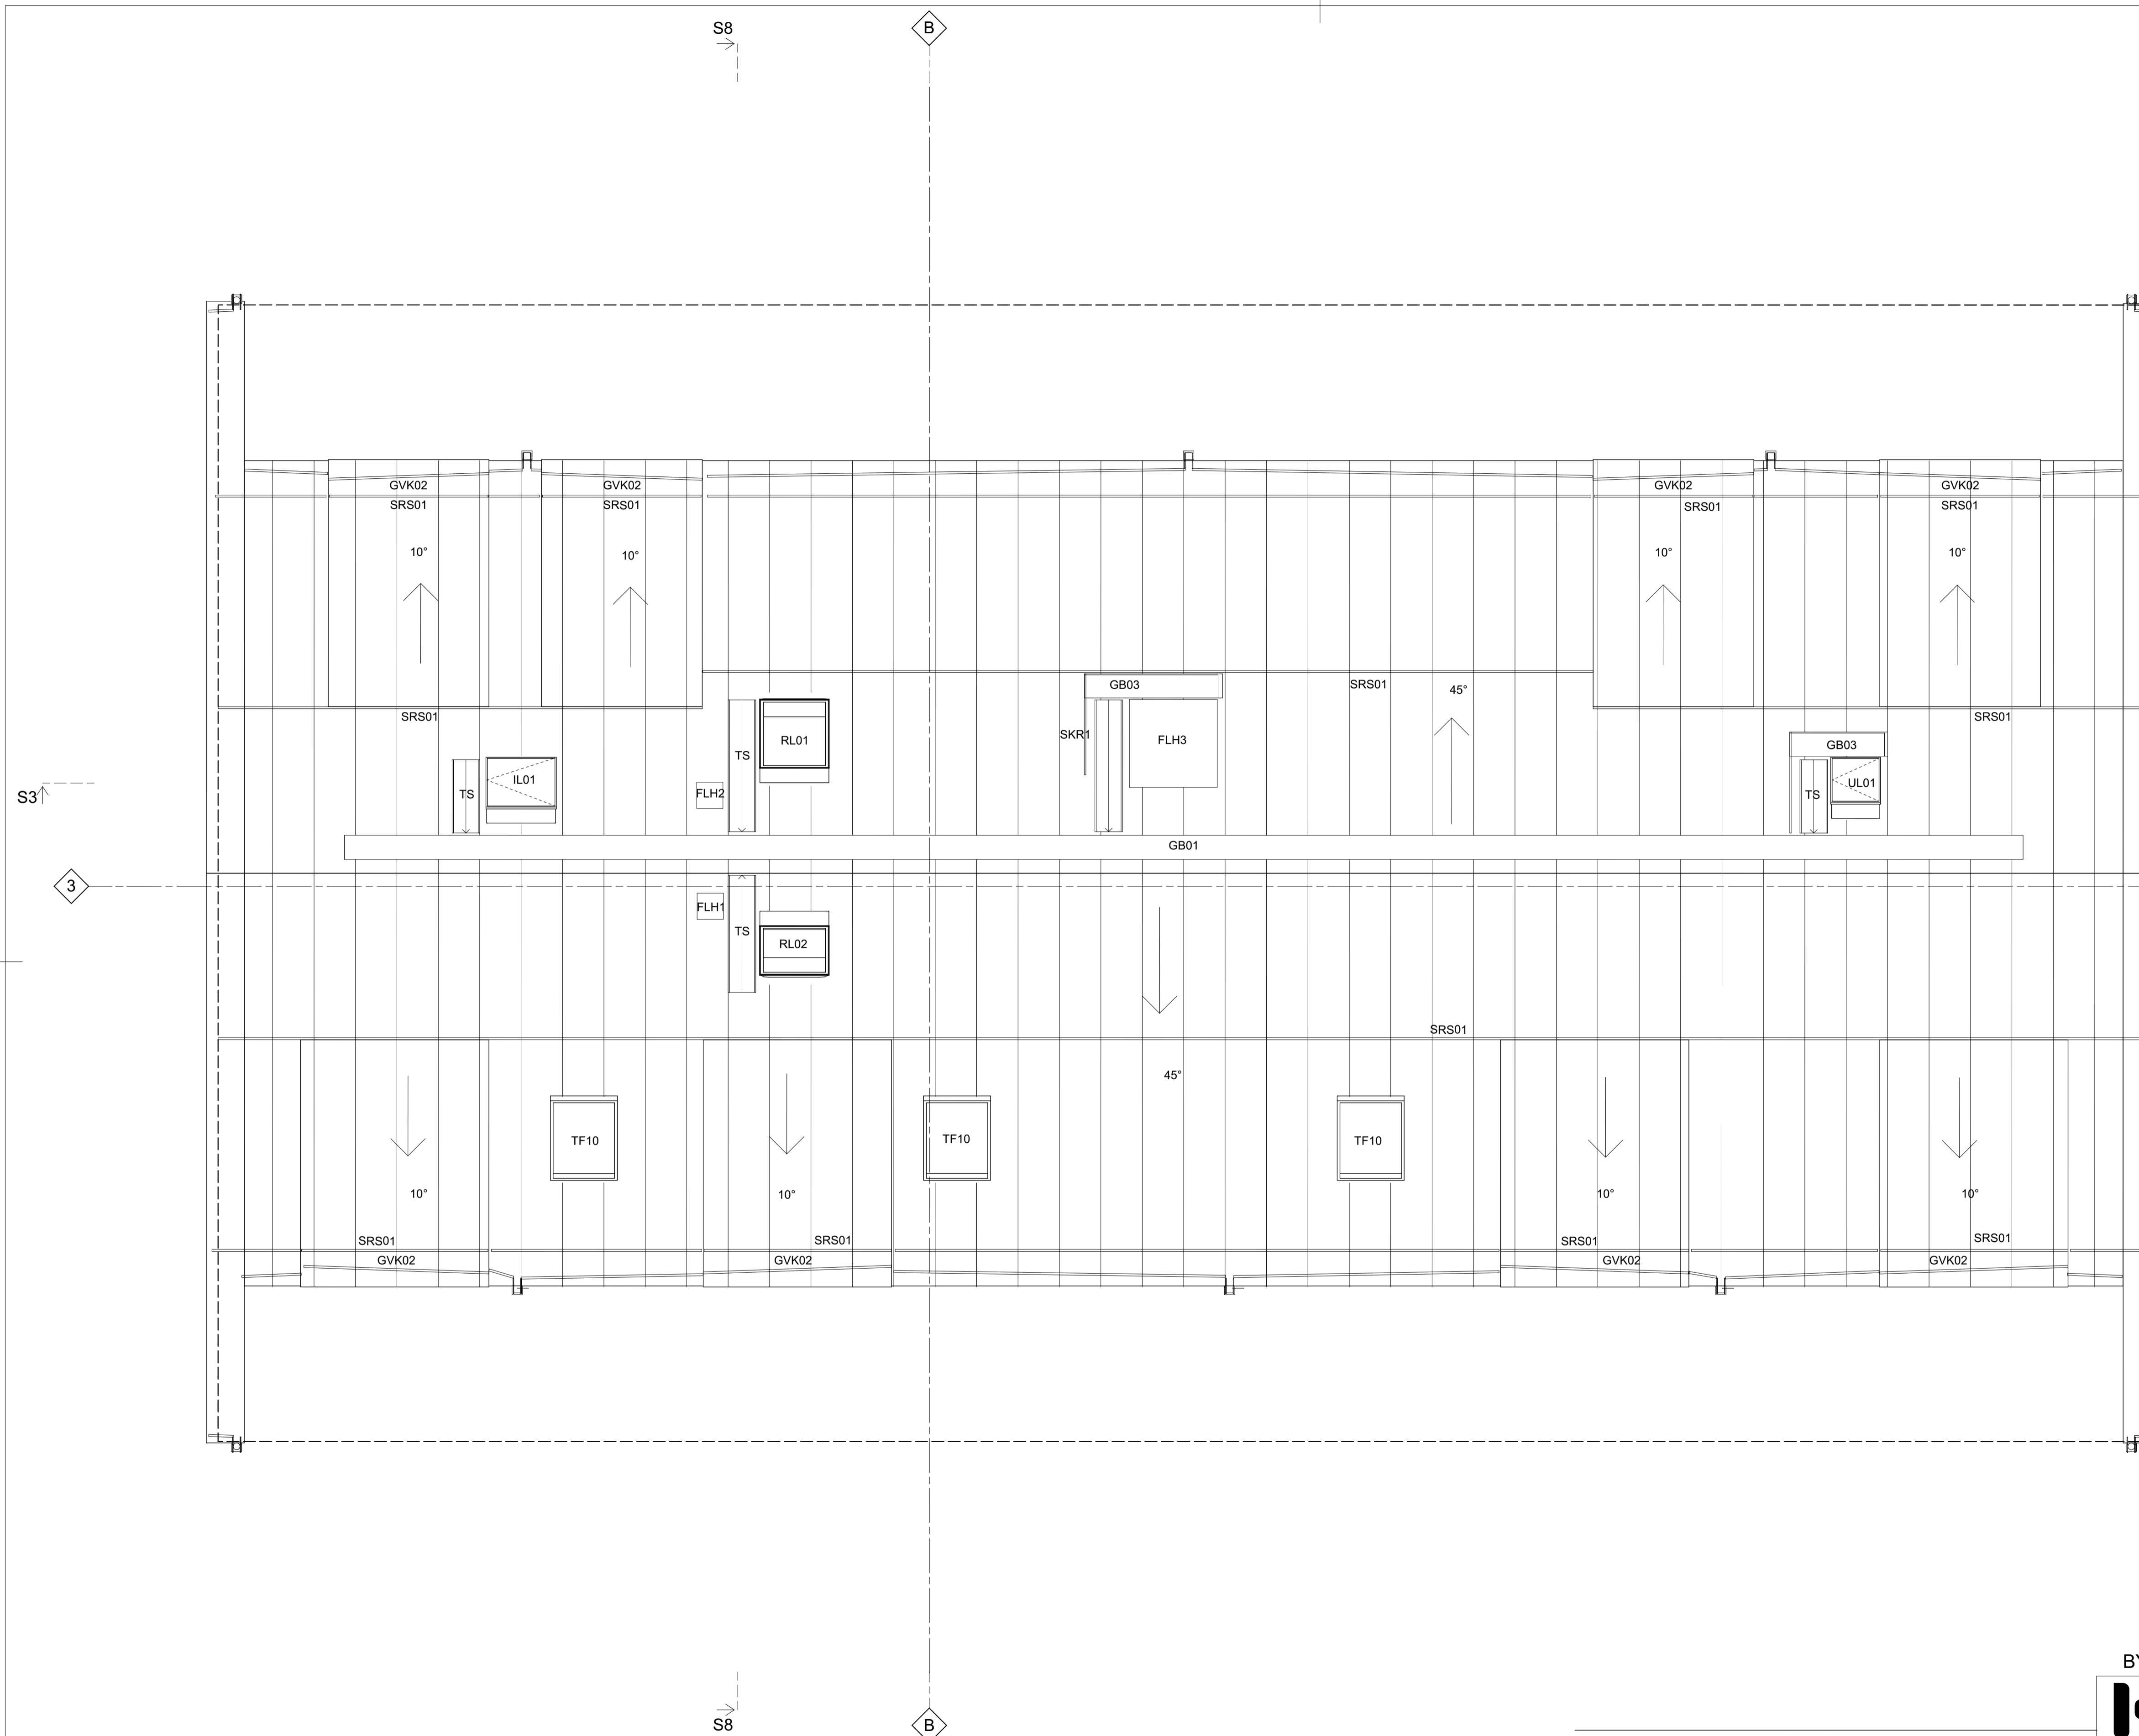 S8
B
GVK02 GVK02 GVK02 GVK02
SRS01 SRS01 SRS01 SRS01
10° 10° 10° 10°
GB03 SRS01 45°
SRS01 SRS01
SKR1 TS RL01 FLH3 GB03
S3 TS IL01 FLH2 TS UL01
GB01
3
FLH1 TS RL02
SRS01
45°
TF10 TF10 TF10
10° 10° 10° 10°
SRS01 SRS01 SRS01 SRS01
GVK02 GVK02 GVK02 GVK02
S8
B